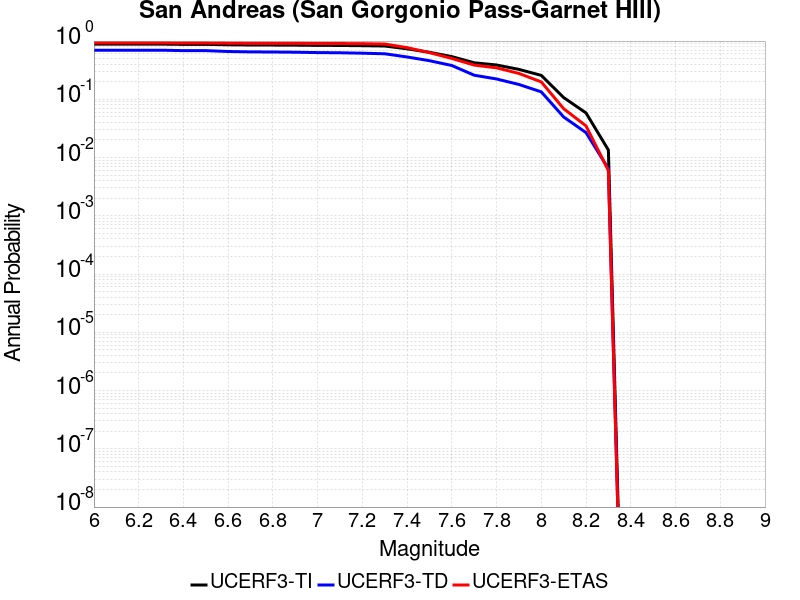 San Andreas (San Gorgonio Pass-Garnet HIll)
Annual Probability
10^0
10^-1
10^-2
10^-3
10^-4
10^-5
10^-6
10^-7
10^-8
6 6.2 6.4 6.6 6.8 7 7.2 7.4 7.6 7.8 8 8.2 8.4 8.6 8.8 9
Magnitude
UCERF3-TI UCERF3-TD UCERF3-ETAS